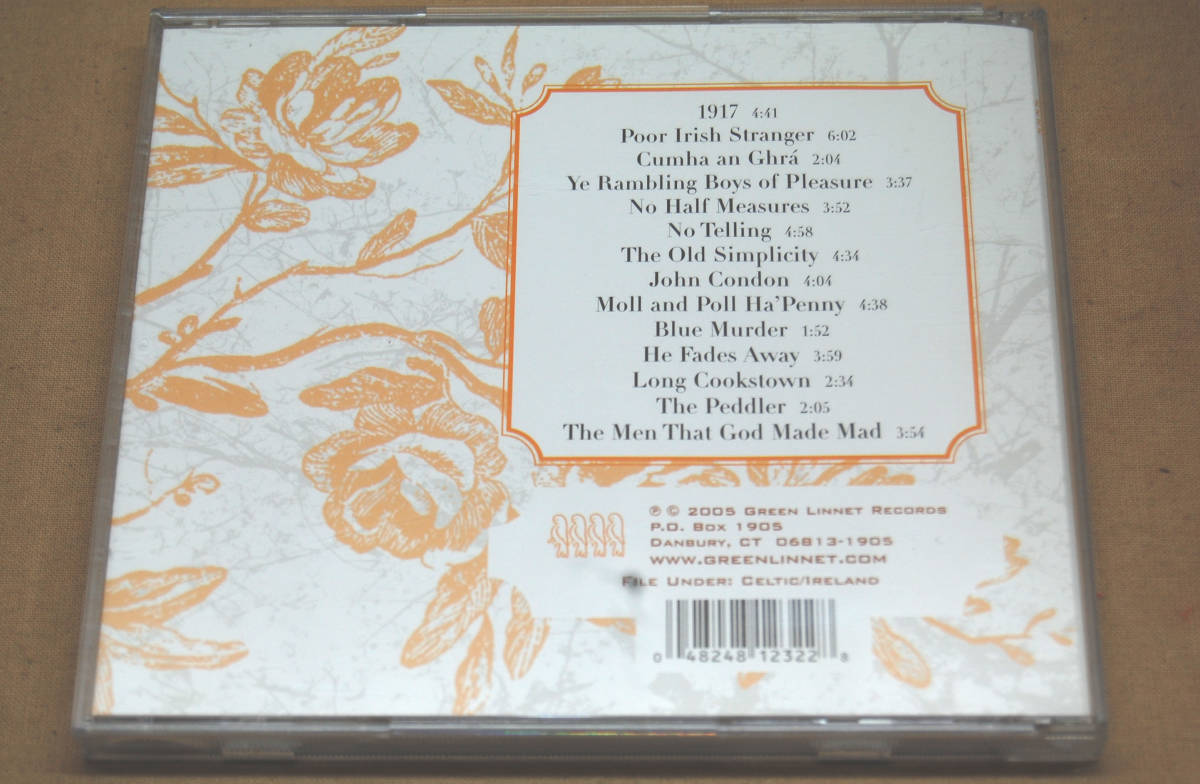 1917 4:41
Poor Irish Stranger 6:02
Cumha an Ghrá 2:04
Ye Rambling Boys of Pleasure 3:37
No Half Measures 3:52
No Telling 4:58
The Old Simplicity 4:34
John Condon 4:04
Moll and Poll Ha'Penny 4:38
Blue Murder 1:52
He Fades Away 3:59
Long Cookstown 2:34
The Peddler 2:05
The Men That God Made Mad 3:54
℗ © 2005 Green Linnet Records
P.O. Box 1905
Danbury, CT 06813-1905
www.greenlinnet.com
File Under: Celtic/Ireland
0 48248 12322 8